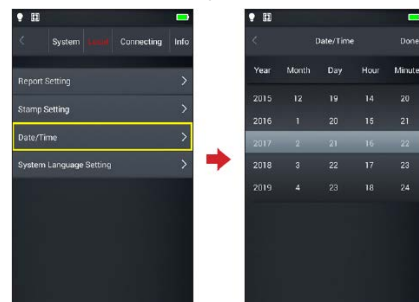 System Connecting Info
Report Setting
Stamp Setting
Date/Time
System Language Setting
Date/Time Done
Year Month Day Hour Minute
2015 12 19 14 20
2016 1 20 15 21
2017 2 21 16 22
2018 3 22 17 23
2019 4 23 18 24